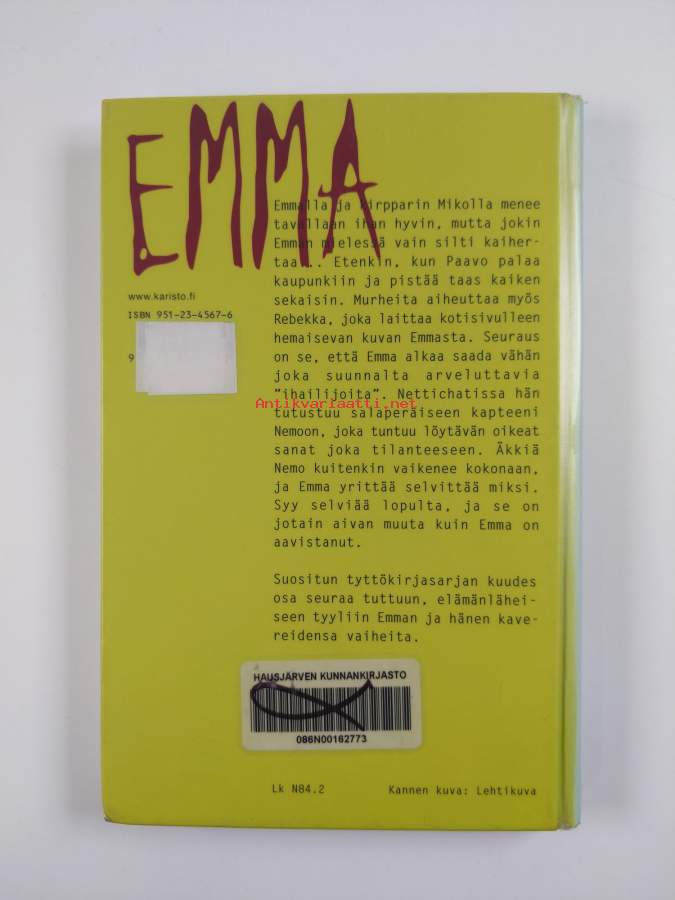 EMMA
Emmalla ja Kirpparin Mikolla menee
tavallaan ihan hyvin, mutta jokin
Emman mielessä vain silti kaiher-
taa... Etenkin, kun Paavo palaa
kaupunkiin ja pistää taas kaiken
sekaisin. Murheita aiheuttaa myös
Rebekka, joka laittaa kotisivulleen
hemaisevan kuvan Emmasta. Seuraus
on se, että Emma alkaa saada vähän
joka suunnalta arveluttavia
"ihailijoita". Nettichatissa hän
tutustuu salaperäiseen kapteeni
Nemoon, joka tuntuu löytävän oikeat
sanat joka tilanteeseen. Äkkiä
Nemo kuitenkin vaikenee kokonaan,
ja Emma yrittää selvittää miksi.
Syy selviää lopulta, ja se on
jotain aivan muuta kuin Emma on
aavistanut.
Suositun tyttökirjasarjan kuudes
osa seuraa tuttuun, elämänlähei-
seen tyyliin Emman ja hänen kave-
reidensa vaiheita.
www.karisto.fi
ISBN 951-23-4567-6
9
Antikvariaatti.net
HAUSJÄRVEN KUNNANKIRJASTO
086N00162773
Lk N84.2
Kannen kuva: Lehtikuva